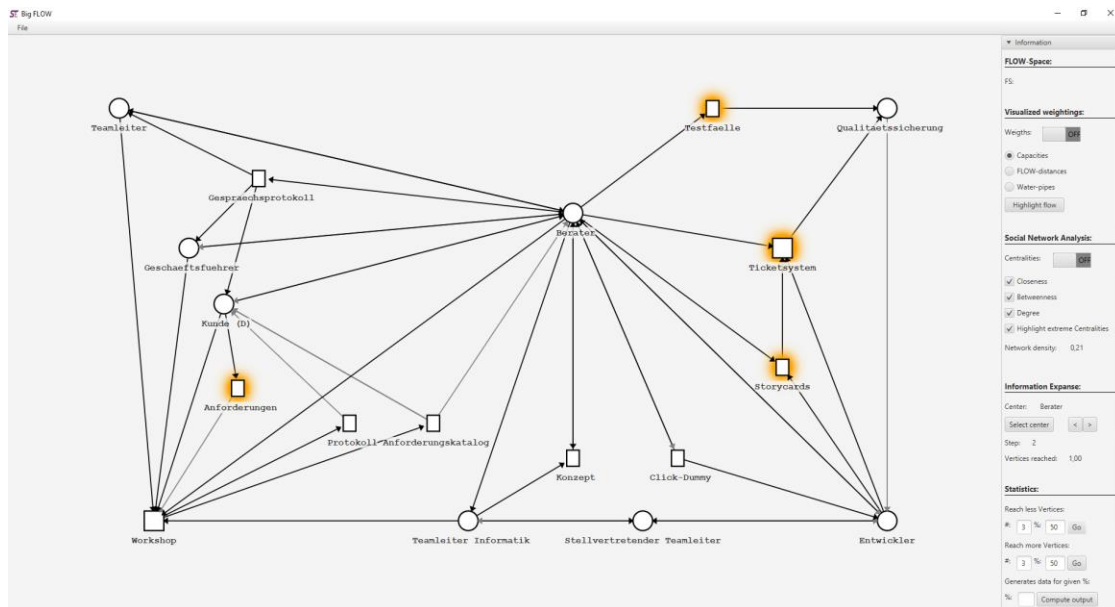 Big FLOW
File
Teamleiter
Testfaelle
Qualitaetssicherung
Gespraechsprotokoll
Berater
Geschaeftsfuehrer
Ticketsystem
Kunde (D)
Storycards
Anforderungen
Protokoll
Anforderungskatalog
Konzept
Click-Dummy
Workshop
Teamleiter Informatik
Stellvertretender Teamleiter
Entwickler
Information
FLOW-Space:
FS:
Visualized weightings:
Weigths: OFF
Capacities
FLOW-distances
Water-pipes
Highlight flow
Social Network Analysis:
Centralities: OFF
Closeness
Betweenness
Degree
Highlight extreme Centralities
Network density: 0,21
Information Expanse:
Center: Berater
Select center < >
Step: 2
Vertices reached: 1,00
Statistics:
Reach less Vertices:
#: 3 %: 50 Go
Reach more Vertices:
#: 3 %: 50 Go
Generates data for given %:
%: Compute output